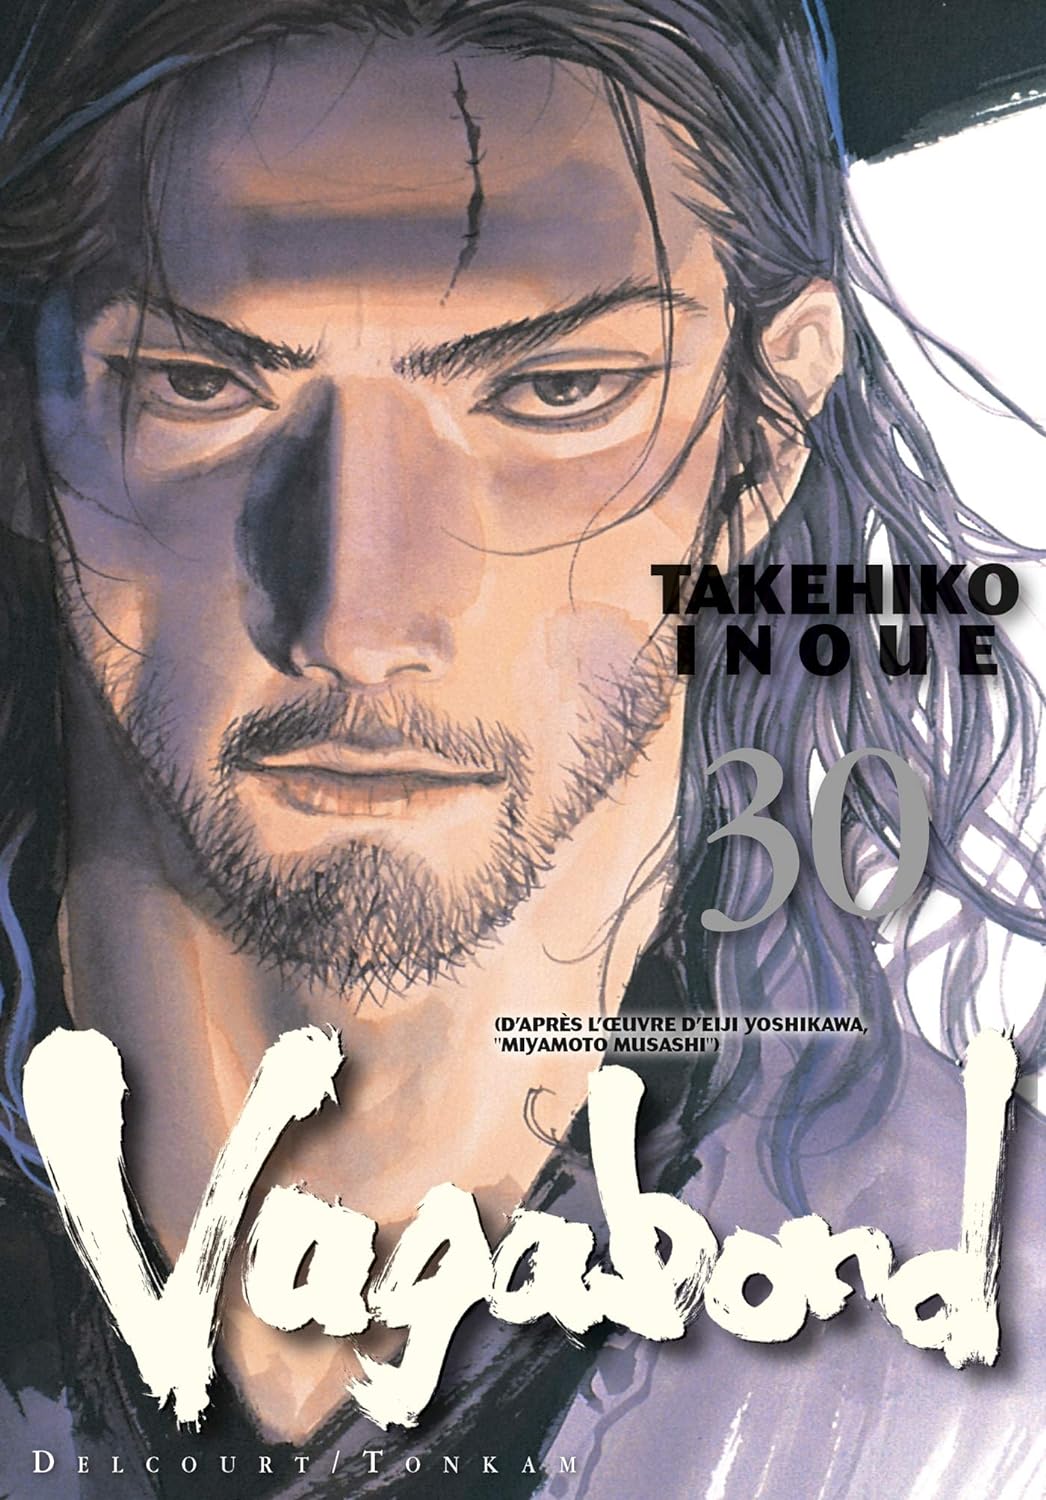 TAKEHIKO
INOUE
30
(D'APRÈS L'ŒUVRE D'EIJI YOSHIKAWA,
"MIYAMOTO MUSASHI")
Vagabond
DELCOURT/TONKAM